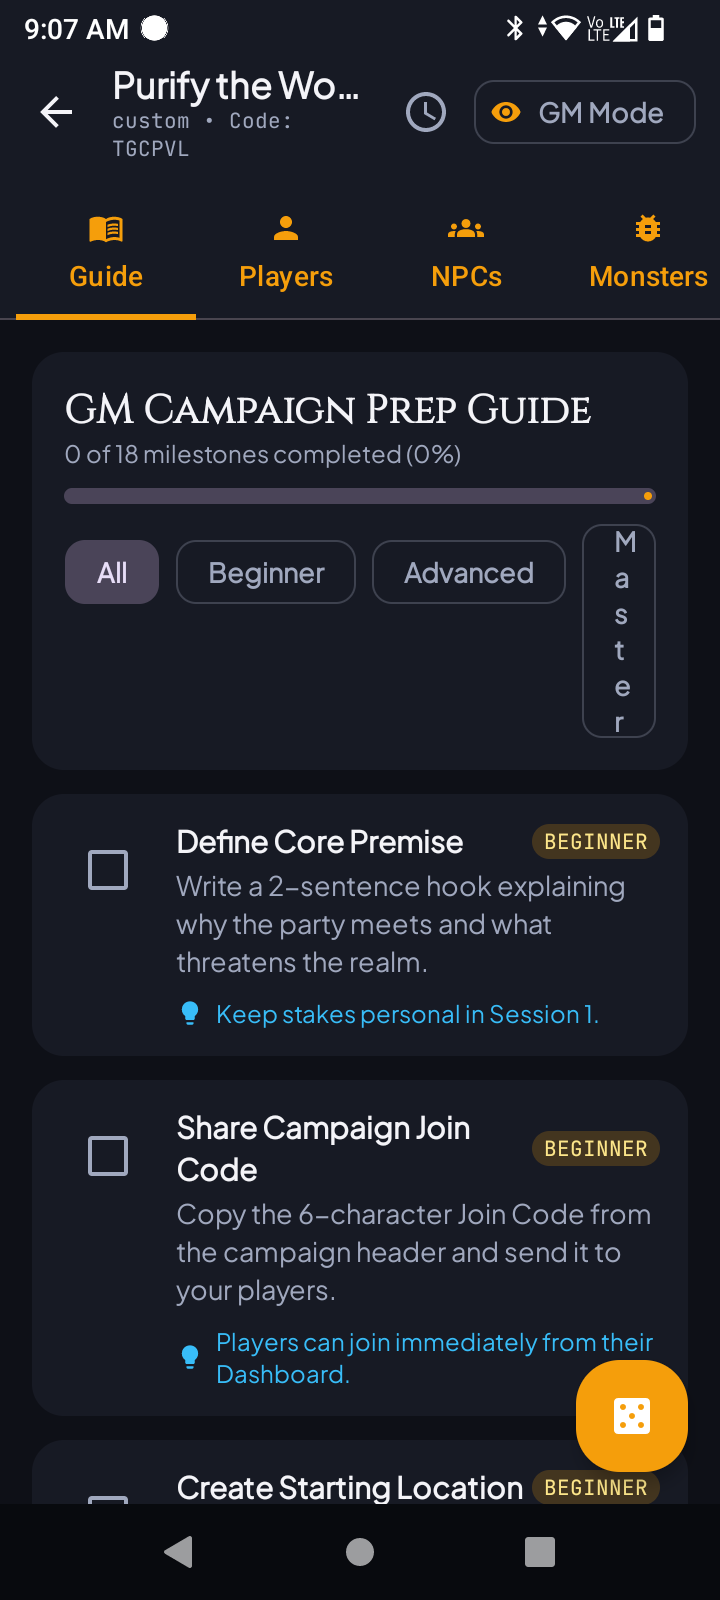 9:07 AM
Vo LTE
LTE
Purify the Wo...
custom • Code:
TGCPVL
GM Mode
Guide
Players
NPCs
Monsters
GM Campaign Prep Guide
0 of 18 milestones completed (0%)
All
Beginner
Advanced
Master
Define Core Premise
BEGINNER
Write a 2–sentence hook explaining
why the party meets and what
threatens the realm.
Keep stakes personal in Session 1.
Share Campaign Join
Code
BEGINNER
Copy the 6–character Join Code from
the campaign header and send it to
your players.
Players can join immediately from their
Dashboard.
Create Starting Location
BEGINNER